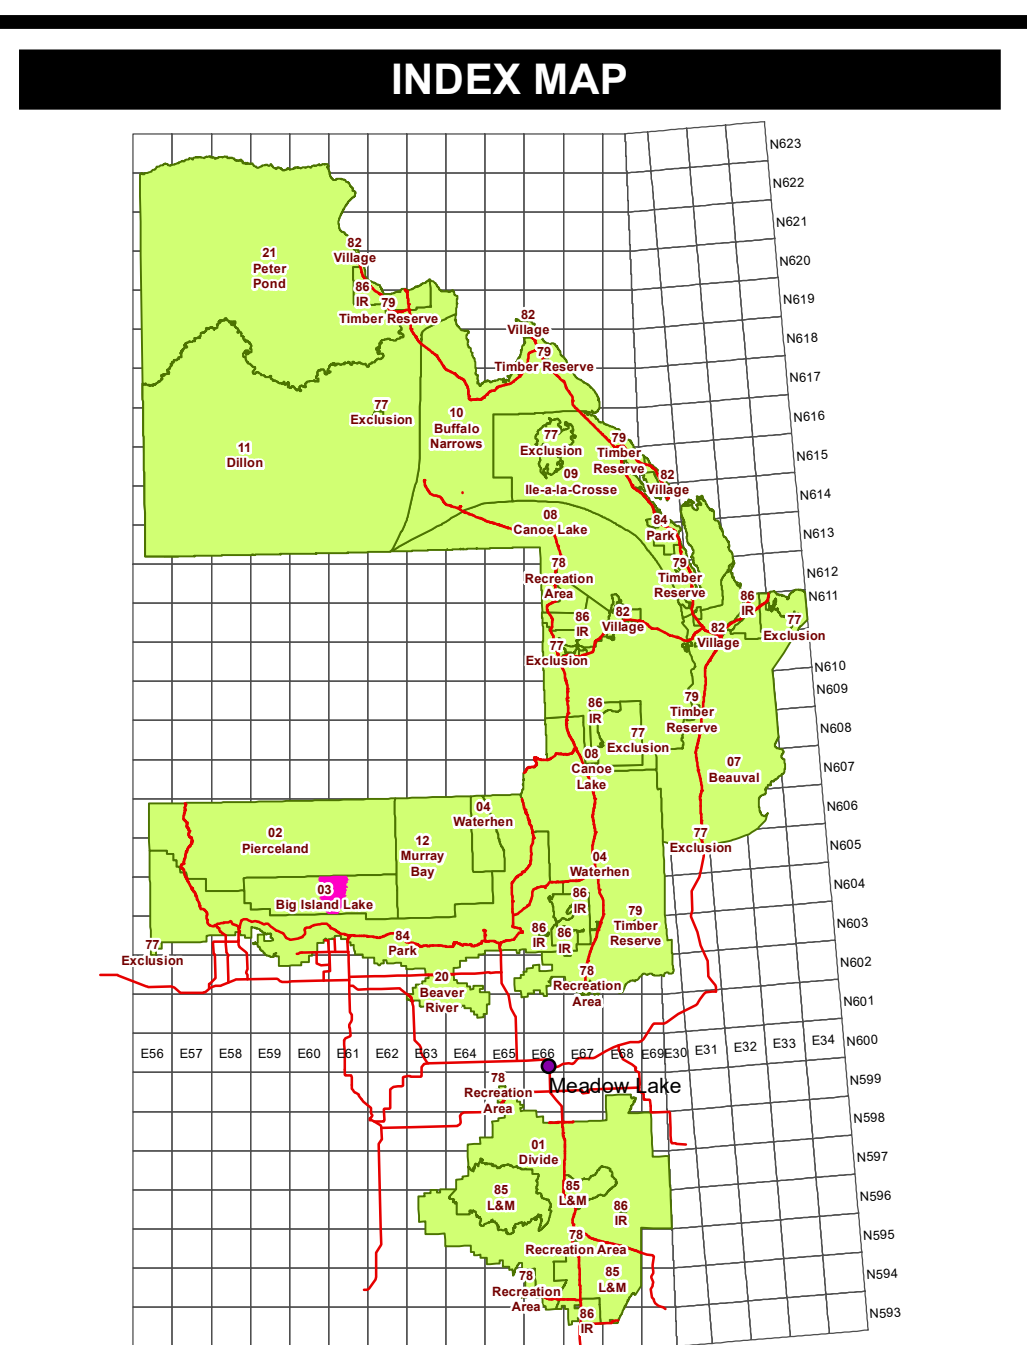 INDEX MAP
N623
N622
N621
N620
N619
N618
N617
N616
N615
N614
N613
N612
N611
N610
N609
N608
N607
N606
N605
N604
N603
N602
N601
N600
N599
N598
N597
N596
N595
N594
N593
21
Peter
Pond
82
Village
86
IR
79
Timber Reserve
82
Village
79
Timber Reserve
77
Exclusion
10
Buffalo
Narrows
11
Dillon
77
Exclusion
79
Timber
Reserve
09
Ile-a-la-Crosse
82
Village
08
Canoe Lake
84
Park
78
Recreation
Area
79
Timber
Reserve
86
IR
82
Village
86
IR
82
Village
77
Exclusion
77
Exclusion
86
IR
79
Timber
Reserve
77
Exclusion
08
Canoe
Lake
07
Beauval
04
Waterhen
02
Pierceland
12
Murray
Bay
77
Exclusion
04
Waterhen
03
Big Island Lake
86
IR
79
Timber
Reserve
86
IR
86
IR
84
Park
77
Exclusion
78
Recreation
Area
20
Beaver
River
E56
E57
E58
E59
E60
E61
E62
E63
E64
E65
E66
E67
E68
E69
E30
E31
E32
E33
E34
Meadow Lake
78
Recreation
Area
01
Divide
85
L&M
85
L&M
86
IR
78
Recreation Area
78
Recreation
Area
85
L&M
86
IR